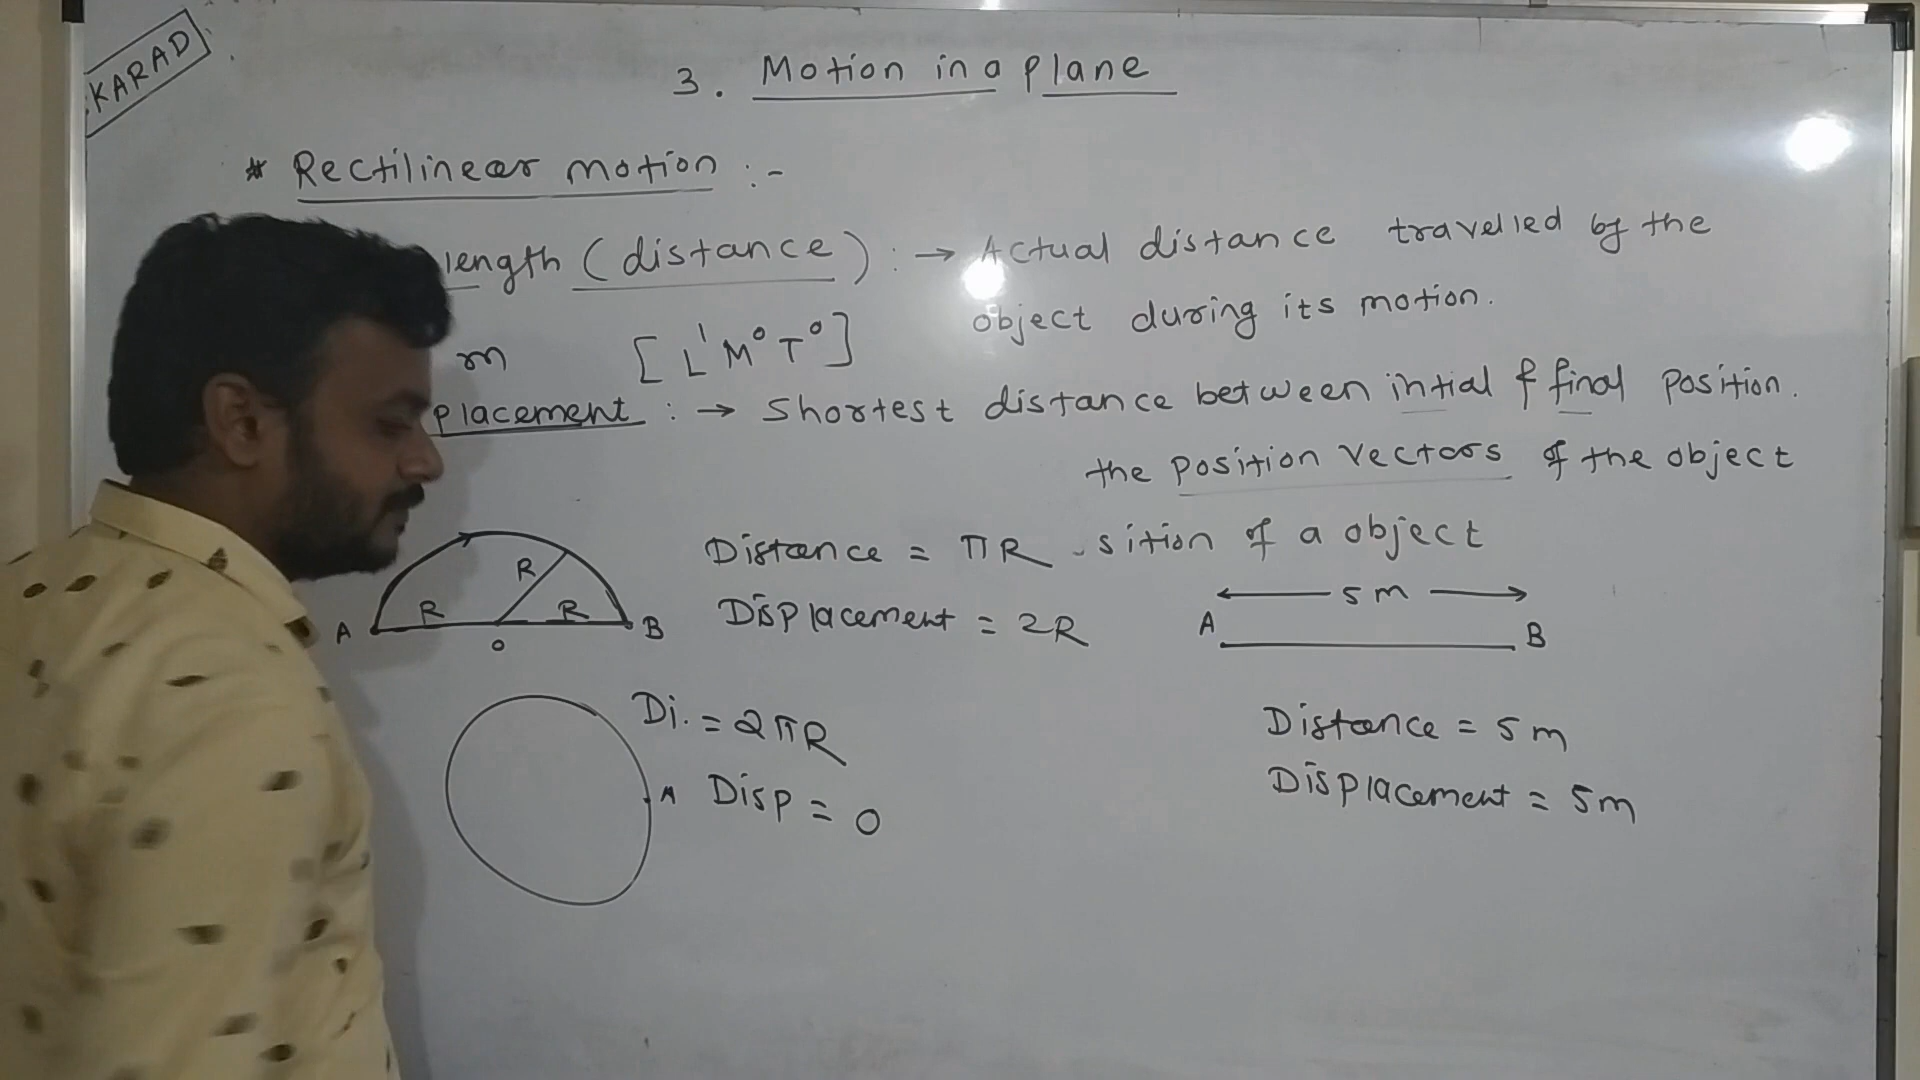 KARAD
3. Motion in a plane
* Rectilinear motion :-
length (distance) : → Actual distance travelled by the
object during its motion.
m [L¹M⁰T⁰]
placement : → Shortest distance between intial & final position.
the position vectors of the object
Distance = πR sition of a object
R
R R
A O B
Displacement = 2R
← 5m →
A B
Di. = 2πR
A Disp = 0
Distance = 5m
Displacement = 5m